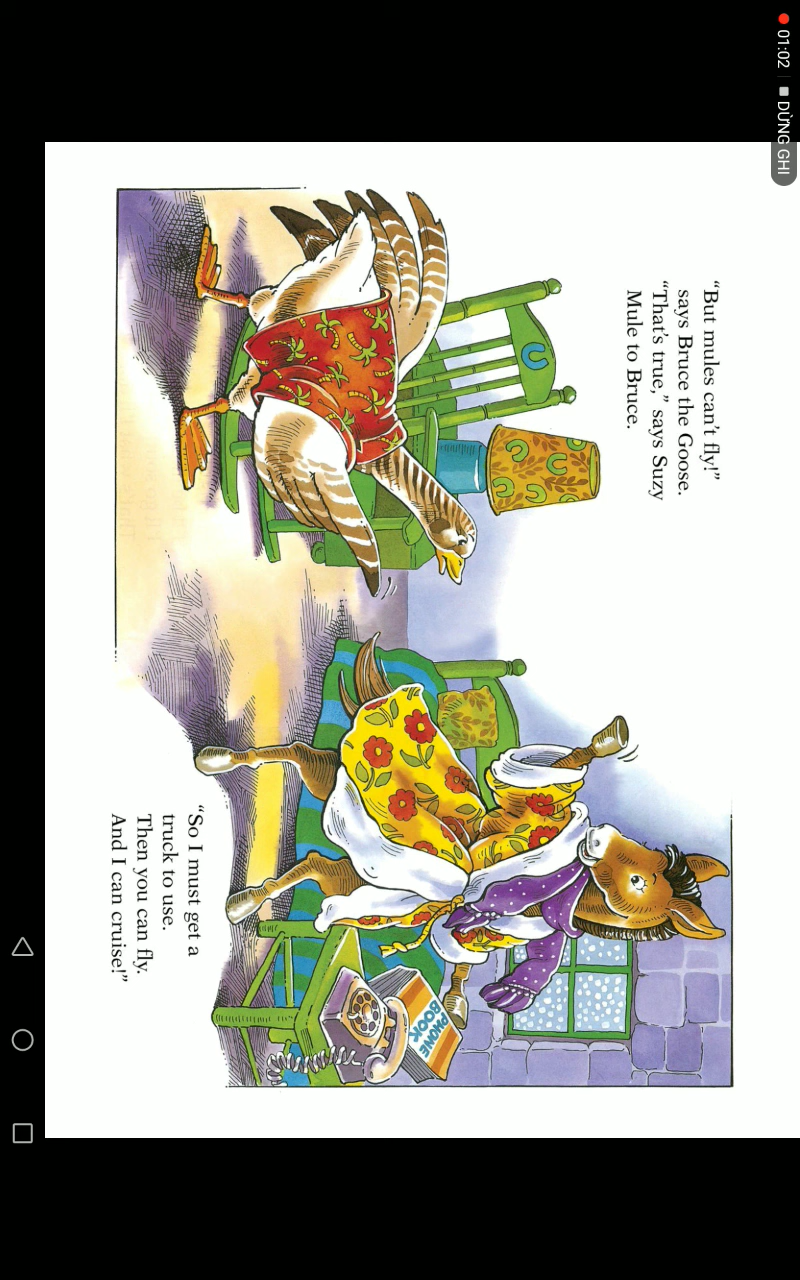 01:02 DỪNG GHI
“But mules can’t fly!”
says Bruce the Goose.
“That’s true,” says Suzy
Mule to Bruce.
“So I must get a
truck to use.
Then you can fly.
And I can cruise!”
PHONE
BOOK